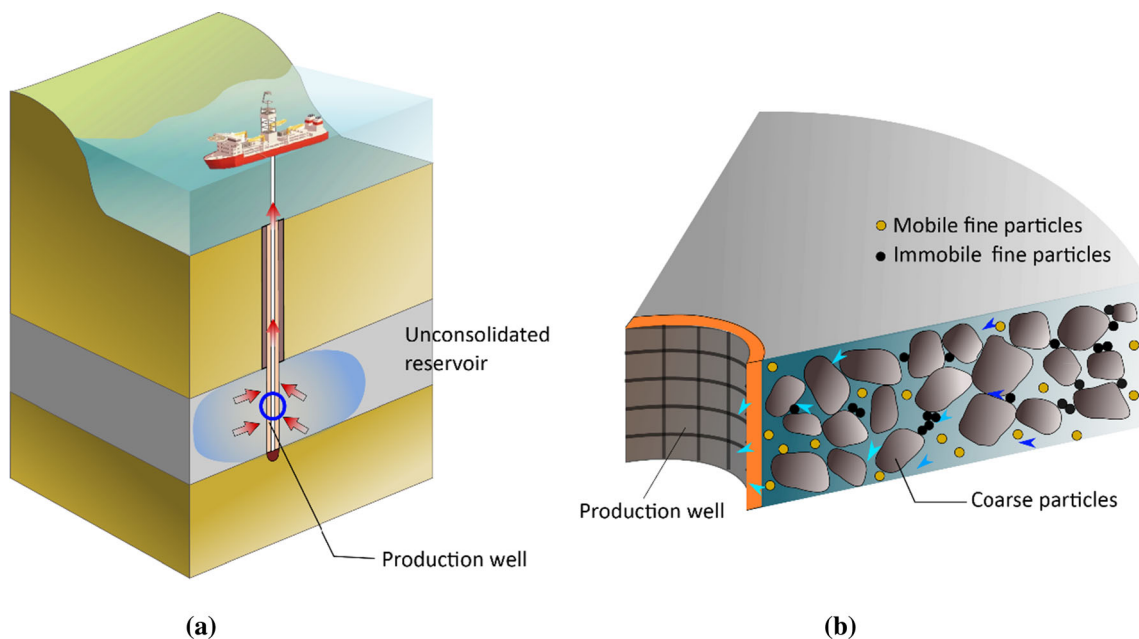 Unconsolidated
reservoir
Production well
(a)
Mobile fine particles
Immobile fine particles
Production well
Coarse particles
(b)